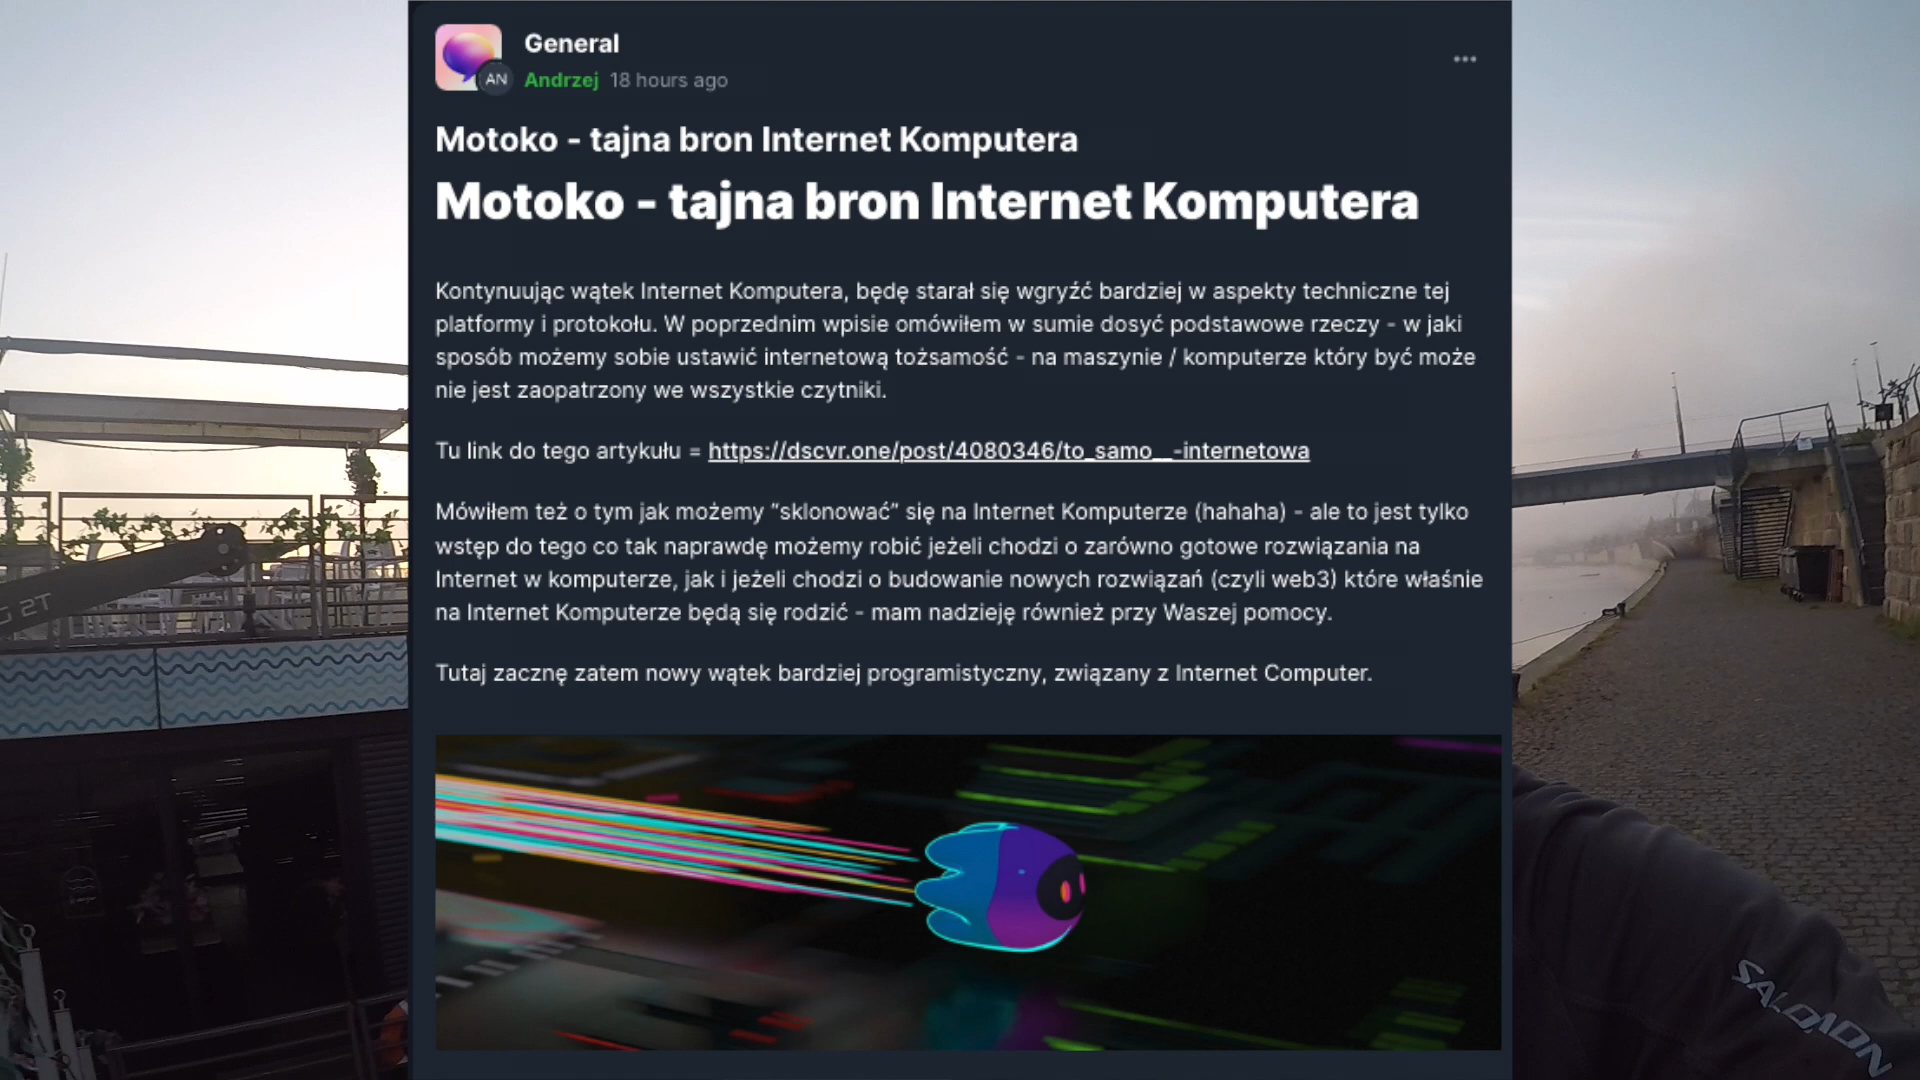 General
AN
Andrzej 18 hours ago
Motoko - tajna bron Internet Komputera
Motoko - tajna bron Internet Komputera
Kontynuując wątek Internet Komputera, będę starał się wgryźć bardziej w aspekty techniczne tej
platformy i protokołu. W poprzednim wpisie omówiłem w sumie dosyć podstawowe rzeczy - w jaki
sposób możemy sobie ustawić internetową tożsamość - na maszynie / komputerze który być może
nie jest zaopatrzony we wszystkie czytniki.
Tu link do tego artykułu = https://dscvr.one/post/4080346/to_samo__-internetowa
Mówiłem też o tym jak możemy “sklonować” się na Internet Komputerze (hahaha) - ale to jest tylko
wstęp do tego co tak naprawdę możemy robić jeżeli chodzi o zarówno gotowe rozwiązania na
Internet w komputerze, jak i jeżeli chodzi o budowanie nowych rozwiązań (czyli web3) które właśnie
na Internet Komputerze będą się rodzić - mam nadzieję również przy Waszej pomocy.
Tutaj zacznę zatem nowy wątek bardziej programistyczny, związany z Internet Computer.
G 2T
SALOMON